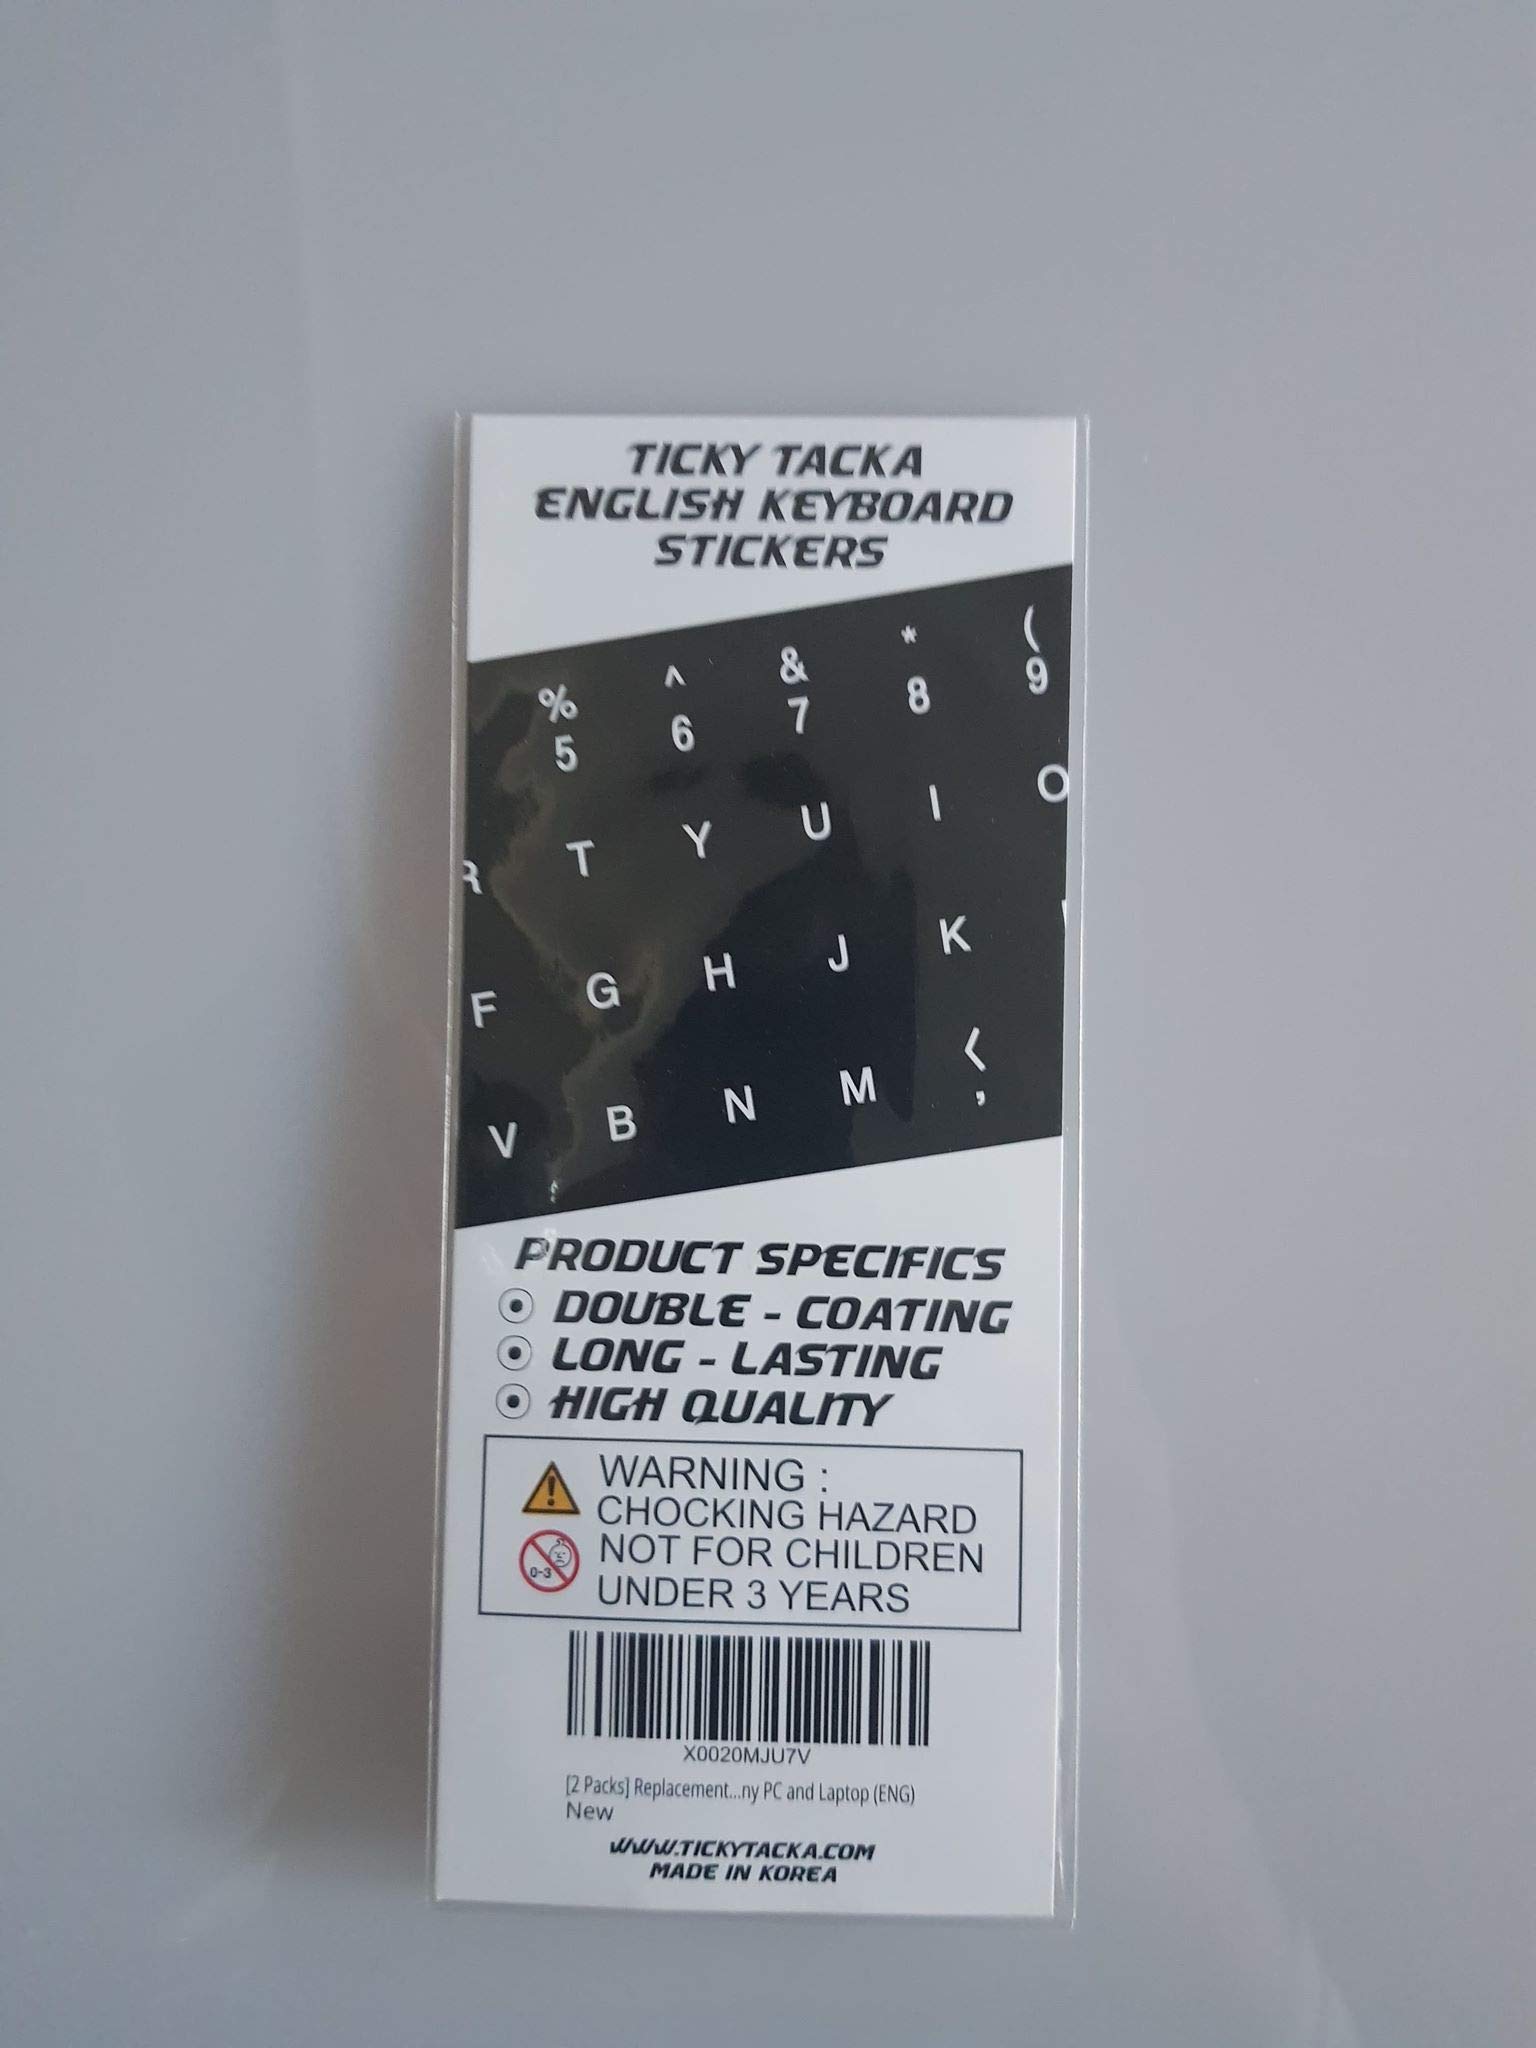 TICKY TACKA
ENGLISH KEYBOARD
STICKERS
% ^ & * (
5 6 7 8 9
R T Y U I O
F G H J K
V B N M <
,
PRODUCT SPECIFICS
DOUBLE - COATING
LONG - LASTING
HIGH QUALITY
WARNING :
CHOCKING HAZARD
NOT FOR CHILDREN
UNDER 3 YEARS
0-3
X0020MJU7V
[2 Packs] Replacement...ny PC and Laptop (ENG)
New
WWW.TICKYTACKA.COM
MADE IN KOREA